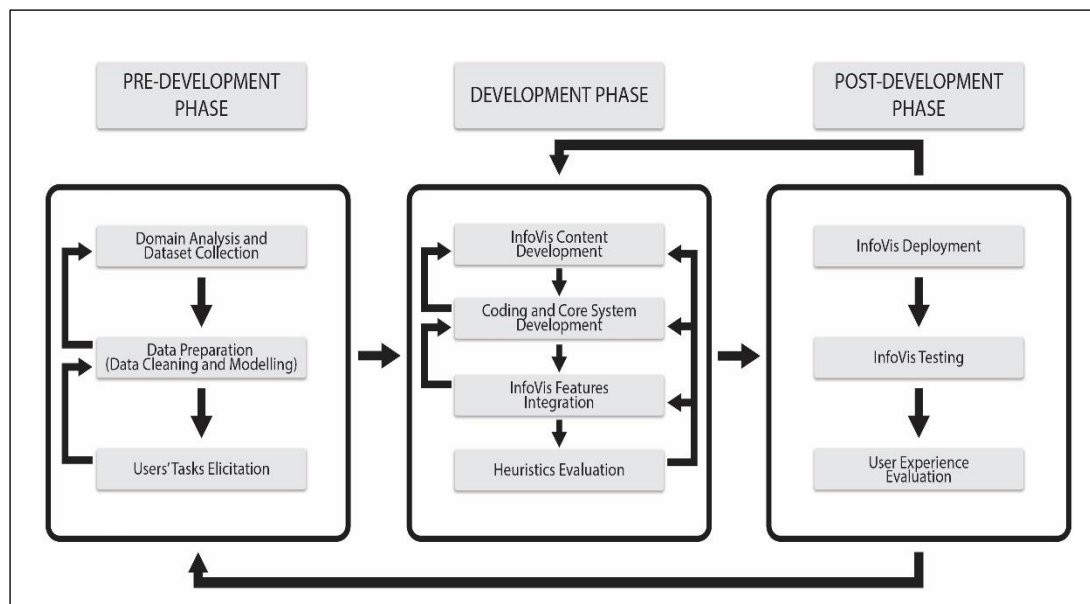 PRE-DEVELOPMENT
PHASE
DEVELOPMENT PHASE
POST-DEVELOPMENT
PHASE
Domain Analysis and
Dataset Collection
Data Preparation
(Data Cleaning and Modelling)
Users' Tasks Elicitation
InfoVis Content
Development
Coding and Core System
Development
InfoVis Features
Integration
Heuristics Evaluation
InfoVis Deployment
InfoVis Testing
User Experience
Evaluation